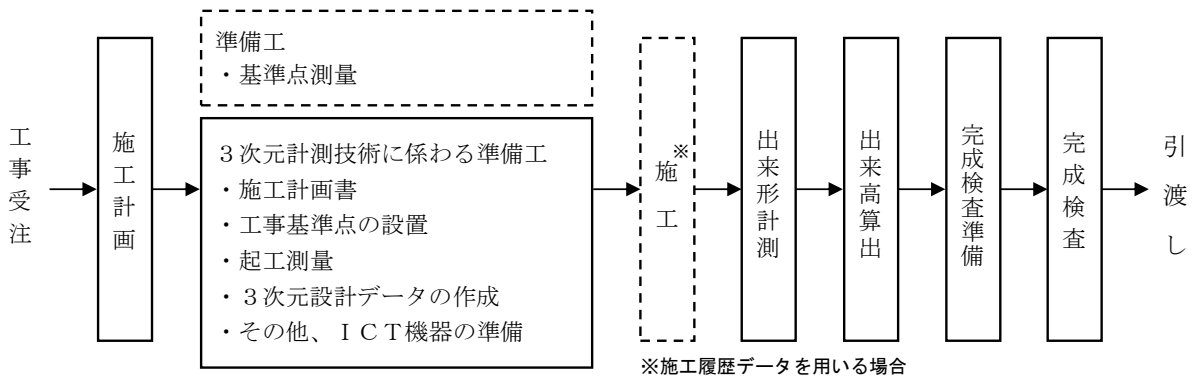 工事受注
施工計画
準備工
・基準点測量
３次元計測技術に係わる準備工
・施工計画書
・工事基準点の設置
・起工測量
・３次元設計データの作成
・その他、ＩＣＴ機器の準備
施工※
出来形計測
出来高算出
完成検査準備
完成検査
引渡し
※施工履歴データを用いる場合